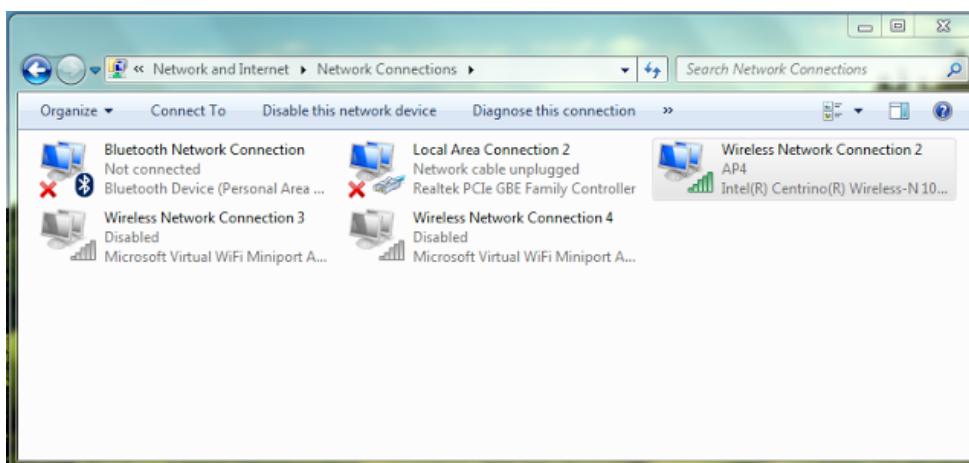 « Network and Internet ▸ Network Connections ▸
Search Network Connections
Organize ▾ Connect To Disable this network device Diagnose this connection »
Bluetooth Network Connection
Not connected
Bluetooth Device (Personal Area ...
Local Area Connection 2
Network cable unplugged
Realtek PCIe GBE Family Controller
Wireless Network Connection 2
AP4
Intel(R) Centrino(R) Wireless-N 10...
Wireless Network Connection 3
Disabled
Microsoft Virtual WiFi Miniport A...
Wireless Network Connection 4
Disabled
Microsoft Virtual WiFi Miniport A...